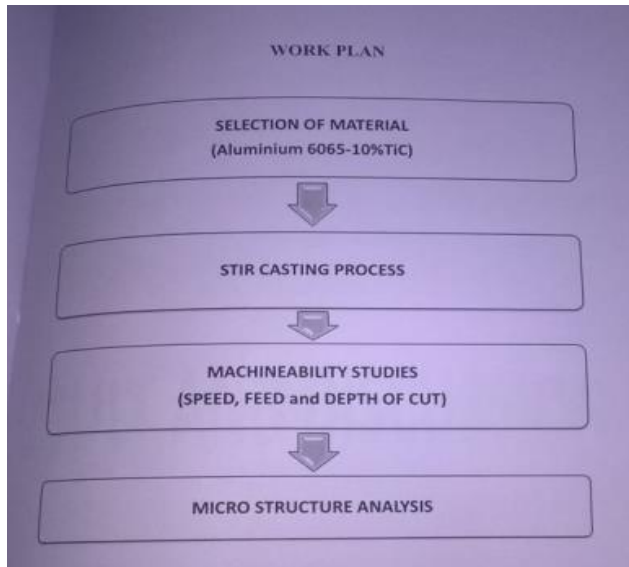 WORK PLAN
SELECTION OF MATERIAL
(Aluminium 6065-10%TiC)
STIR CASTING PROCESS
MACHINEABILITY STUDIES
(SPEED, FEED and DEPTH OF CUT)
MICRO STRUCTURE ANALYSIS